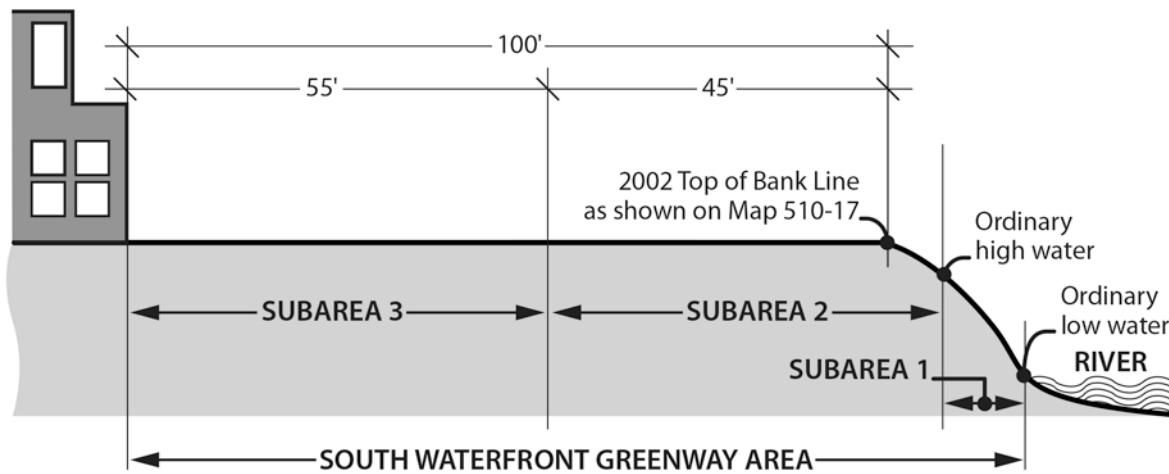 100'
55'
45'
2002 Top of Bank Line
as shown on Map 510-17
Ordinary
high water
Ordinary
low water
SUBAREA 3
SUBAREA 2
SUBAREA 1
RIVER
SOUTH WATERFRONT GREENWAY AREA